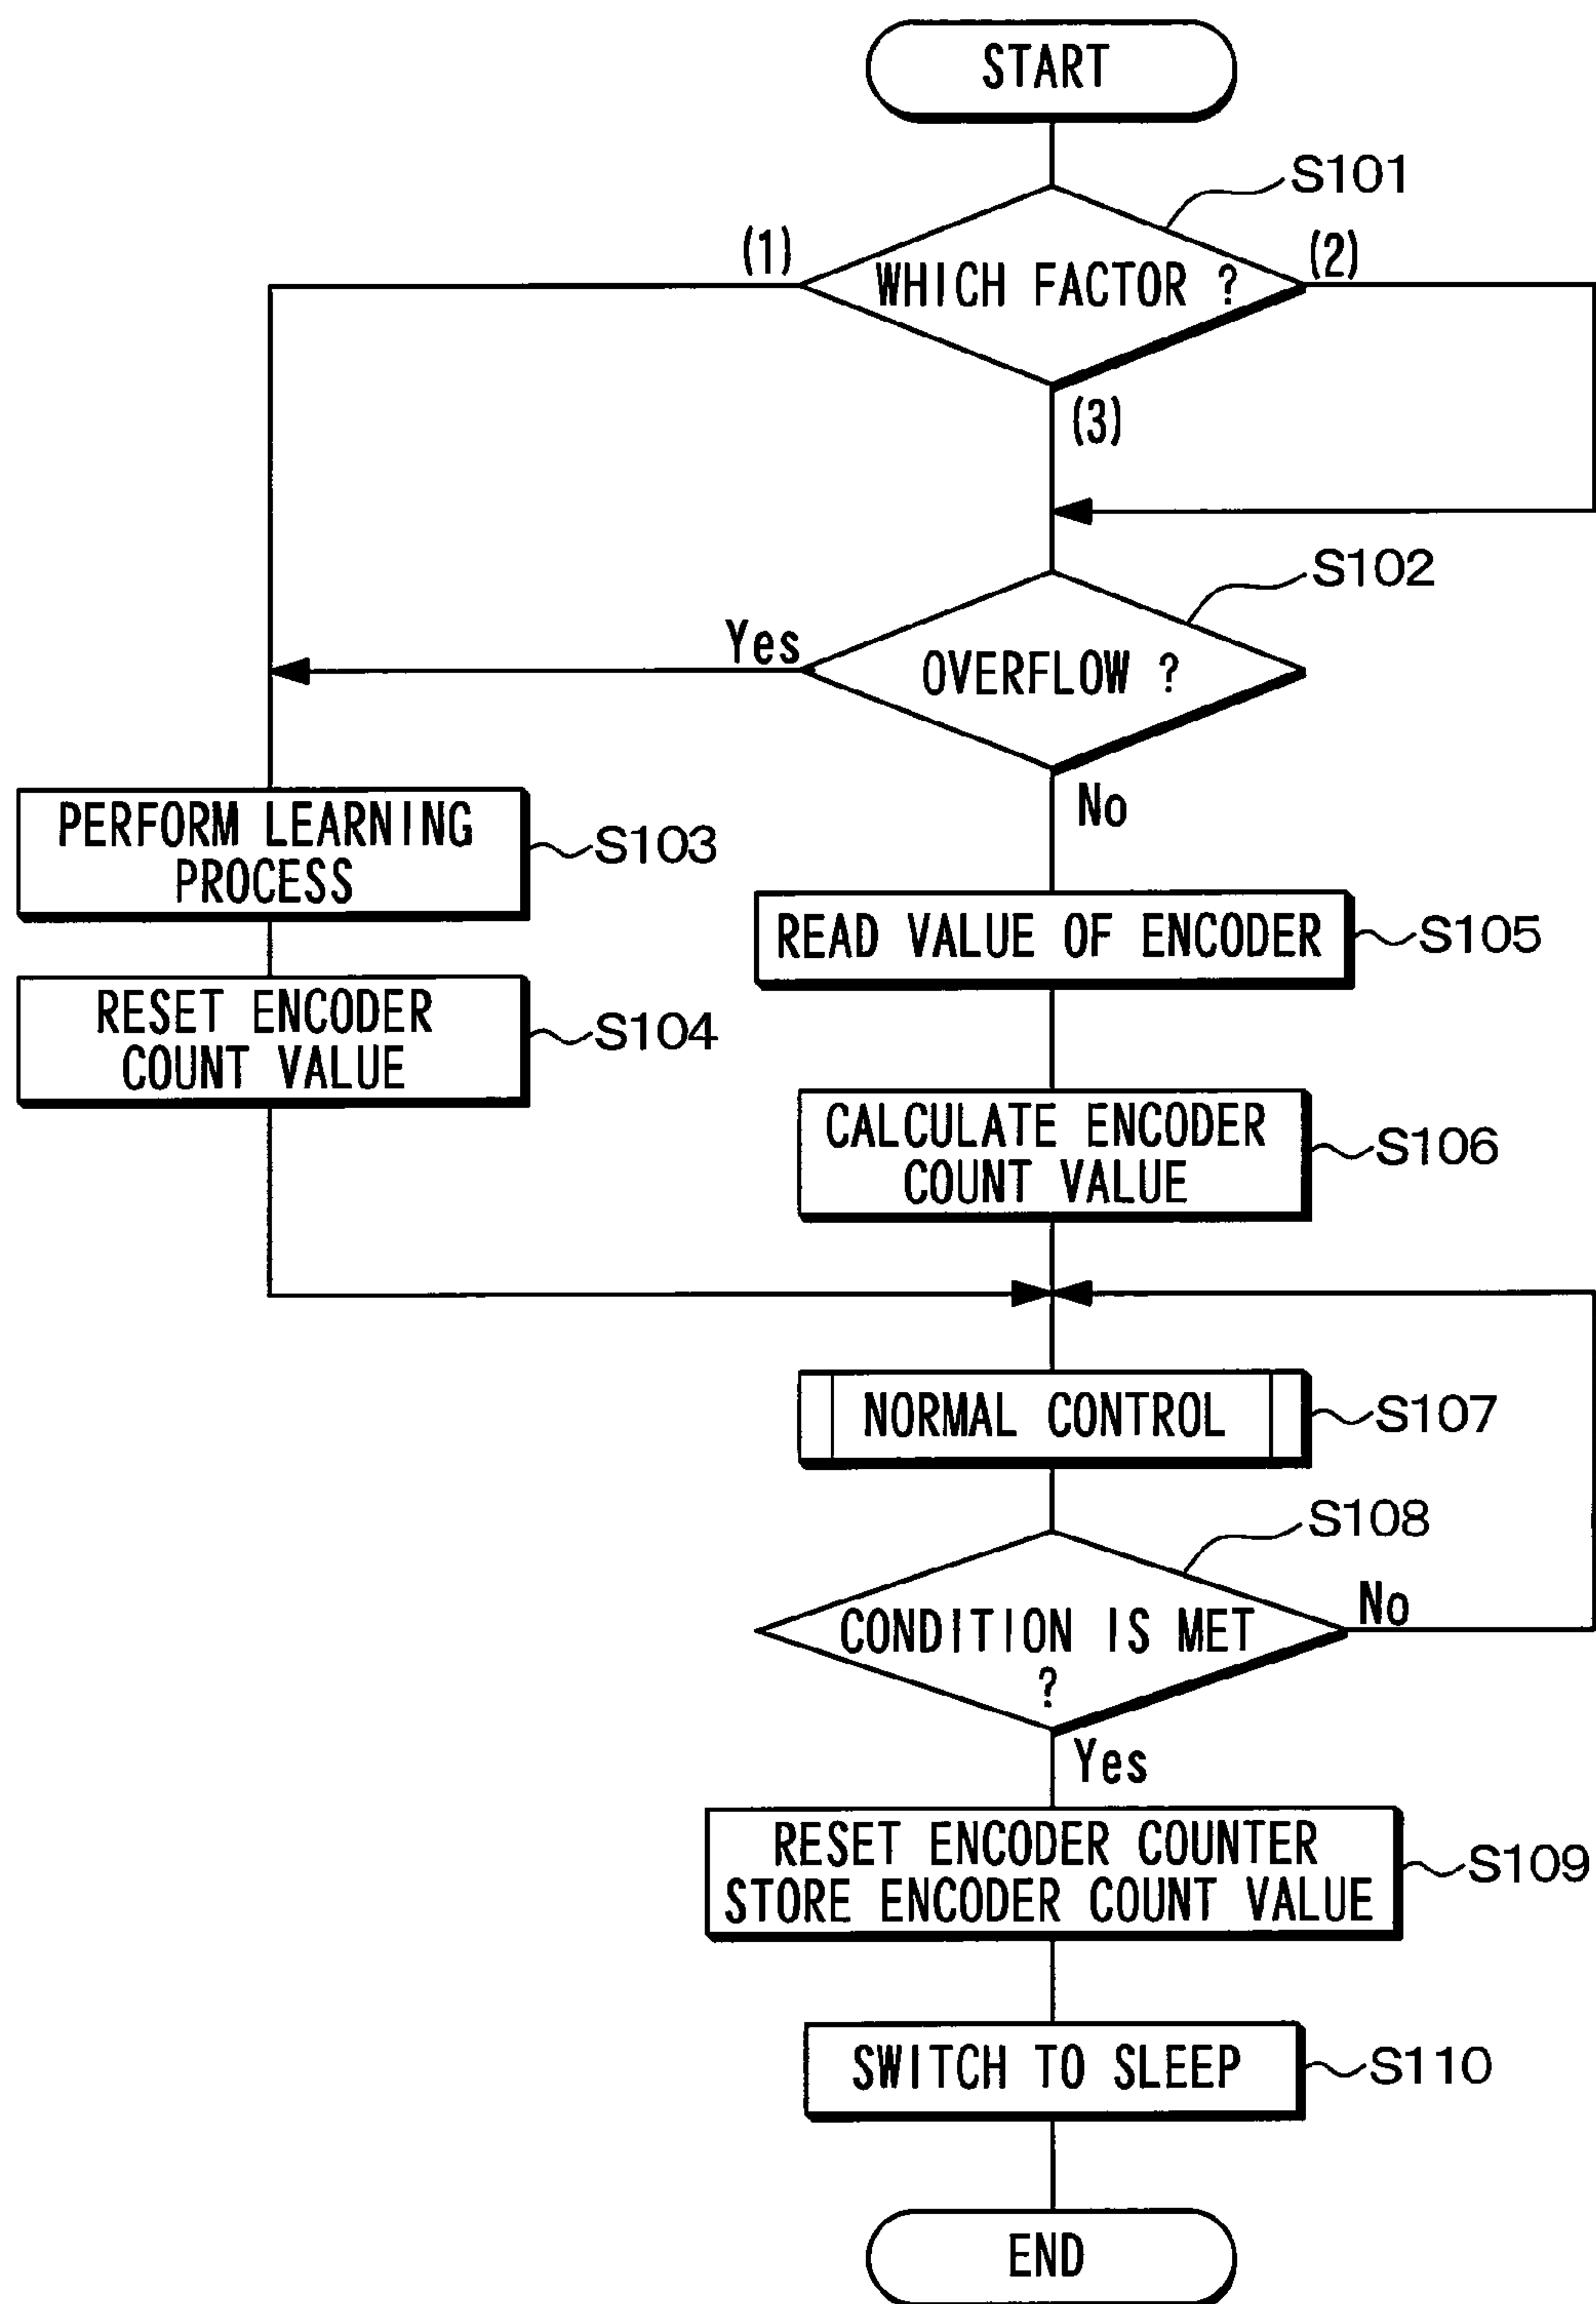 START
S101
(1)
WHICH FACTOR ?
(2)
(3)
S102
Yes
OVERFLOW ?
No
PERFORM LEARNING
PROCESS
S103
READ VALUE OF ENCODER
S105
RESET ENCODER
COUNT VALUE
S104
CALCULATE ENCODER
COUNT VALUE
S106
NORMAL CONTROL
S107
S108
CONDITION IS MET
?
No
Yes
RESET ENCODER COUNTER
STORE ENCODER COUNT VALUE
S109
SWITCH TO SLEEP
S110
END